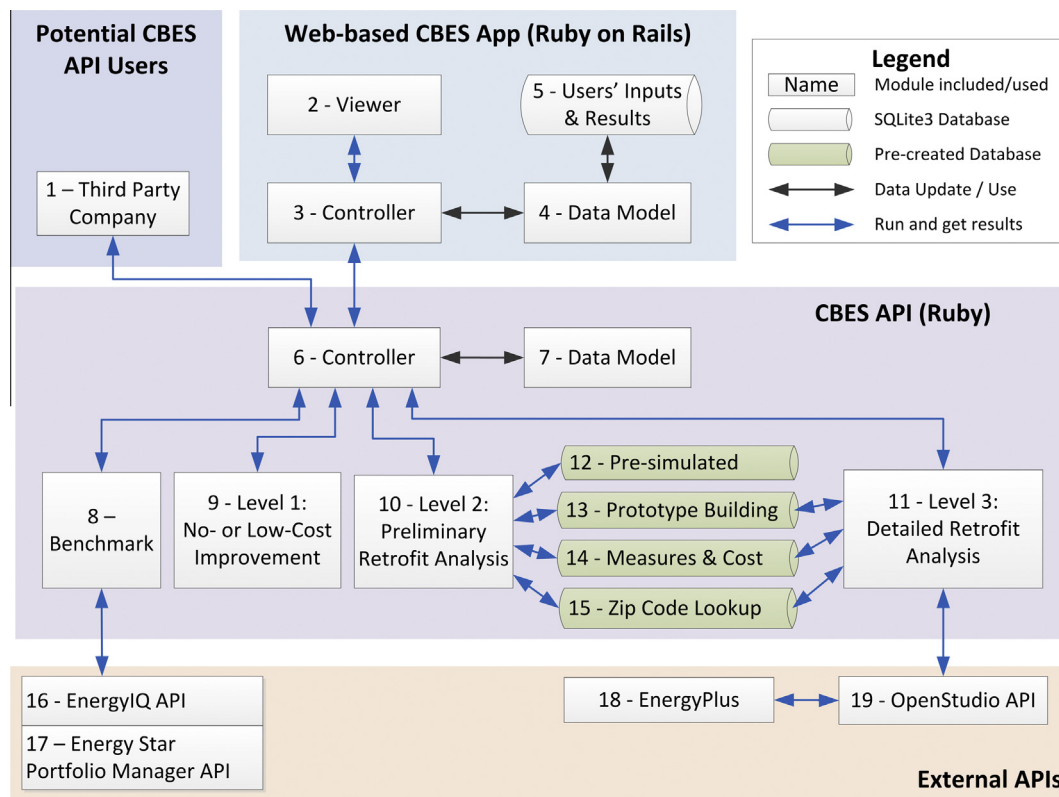 Potential CBES
API Users
Web-based CBES App (Ruby on Rails)
Legend
Name
Module included/used
SQLite3 Database
Pre-created Database
Data Update / Use
Run and get results
2 - Viewer
5 - Users’ Inputs
& Results
1 – Third Party
Company
3 - Controller
4 - Data Model
CBES API (Ruby)
6 - Controller
7 - Data Model
8 –
Benchmark
9 - Level 1:
No- or Low-Cost
Improvement
10 - Level 2:
Preliminary
Retrofit Analysis
12 - Pre-simulated
13 - Prototype Building
14 - Measures & Cost
15 - Zip Code Lookup
11 - Level 3:
Detailed Retrofit
Analysis
16 - EnergyIQ API
17 – Energy Star
Portfolio Manager API
18 - EnergyPlus
19 - OpenStudio API
External APIs